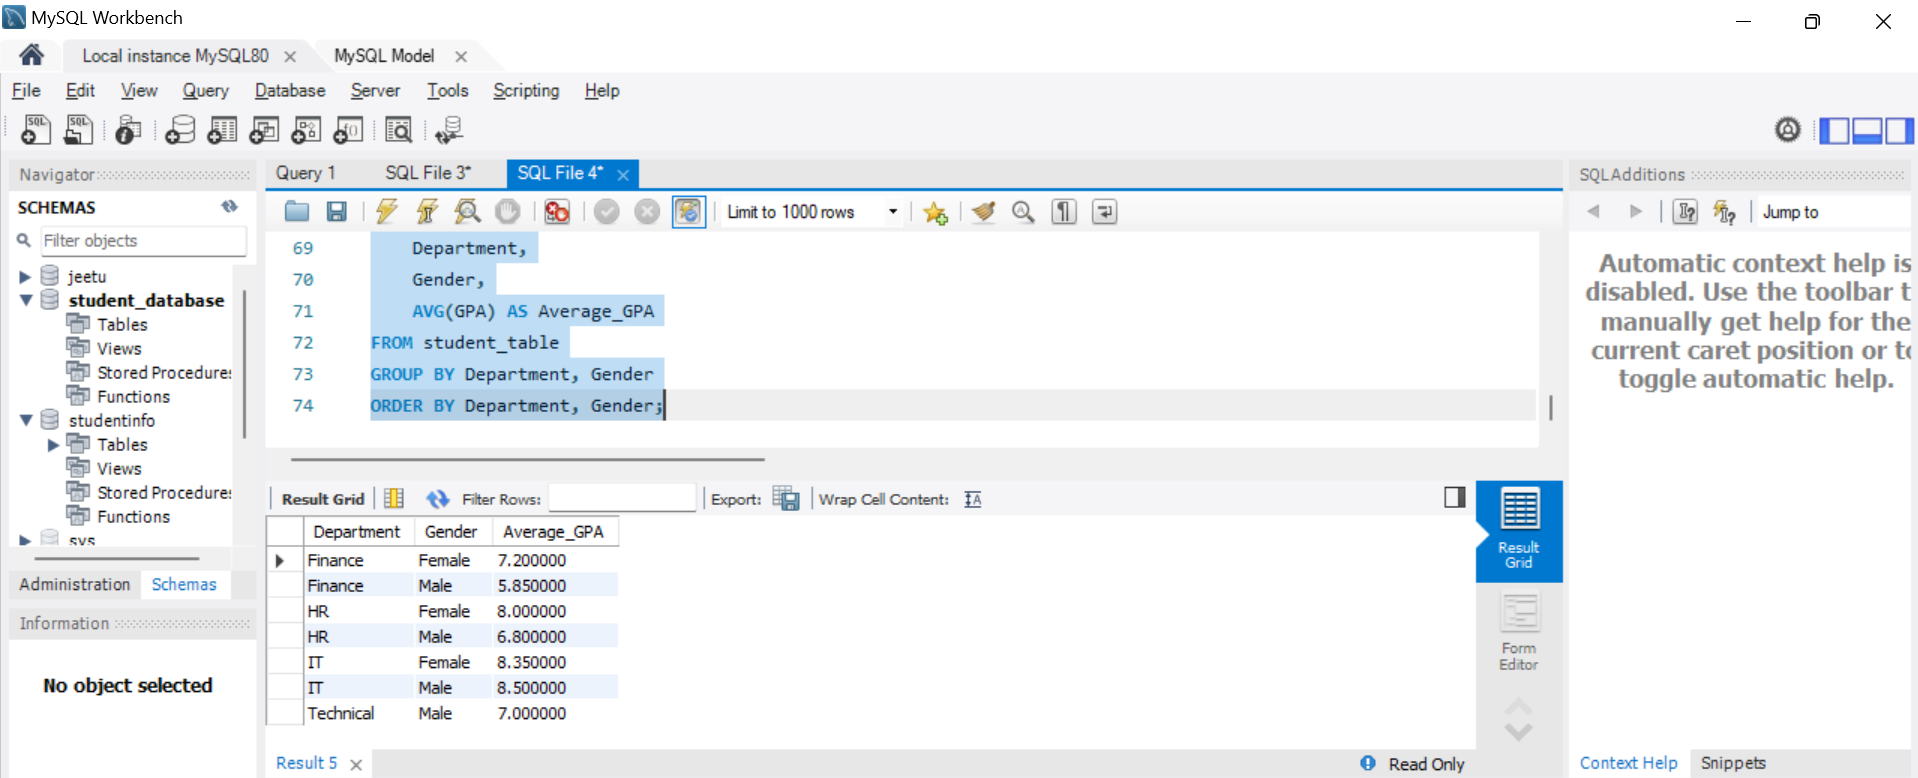 MySQL Workbench
Local instance MySQL80
MySQL Model
File Edit View Query Database Server Tools Scripting Help
Navigator
SCHEMAS
Filter objects
jeetu
student_database
Tables
Views
Stored Procedures
Functions
studentinfo
Tables
Views
Stored Procedures
Functions
sys
Administration Schemas
Information
No object selected
Query 1 SQL File 3* SQL File 4*
Limit to 1000 rows
69 Department,
70 Gender,
71 AVG(GPA) AS Average_GPA
72 FROM student_table
73 GROUP BY Department, Gender
74 ORDER BY Department, Gender;
Result Grid Filter Rows: Export: Wrap Cell Content:
Department Gender Average_GPA
Finance Female 7.200000
Finance Male 5.850000
HR Female 8.000000
HR Male 6.800000
IT Female 8.350000
IT Male 8.500000
Technical Male 7.000000
Result 5
Read Only
Result
Grid
Form
Editor
SQLAdditions
Jump to
Automatic context help is
disabled. Use the toolbar t
manually get help for the
current caret position or to
toggle automatic help.
Context Help Snippets